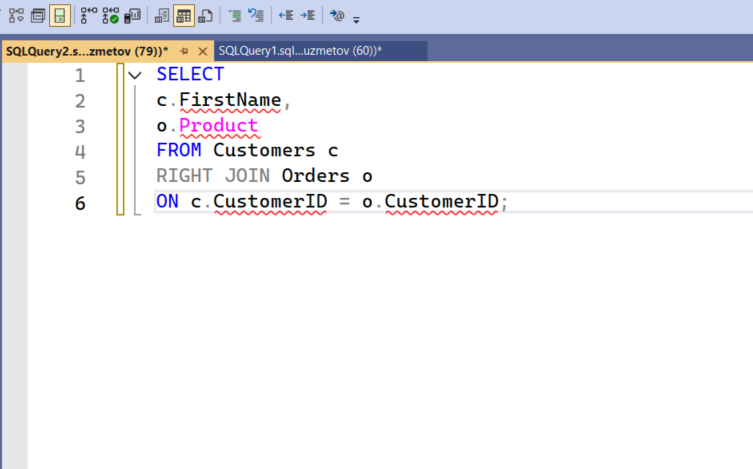 SQLQuery2.s...zmetov (79))*
SQLQuery1.sql...uzmetov (60))*
1 SELECT
2 c.FirstName,
3 o.Product
4 FROM Customers c
5 RIGHT JOIN Orders o
6 ON c.CustomerID = o.CustomerID;